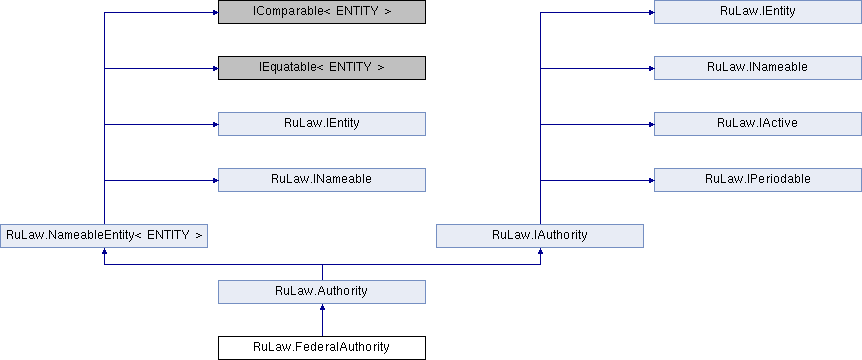 IComparable< ENTITY >
RuLaw.IEntity
IEquatable< ENTITY >
RuLaw.INameable
RuLaw.IEntity
RuLaw.IActive
RuLaw.INameable
RuLaw.IPeriodable
RuLaw.NameableEntity< ENTITY >
RuLaw.IAuthority
RuLaw.Authority
RuLaw.FederalAuthority